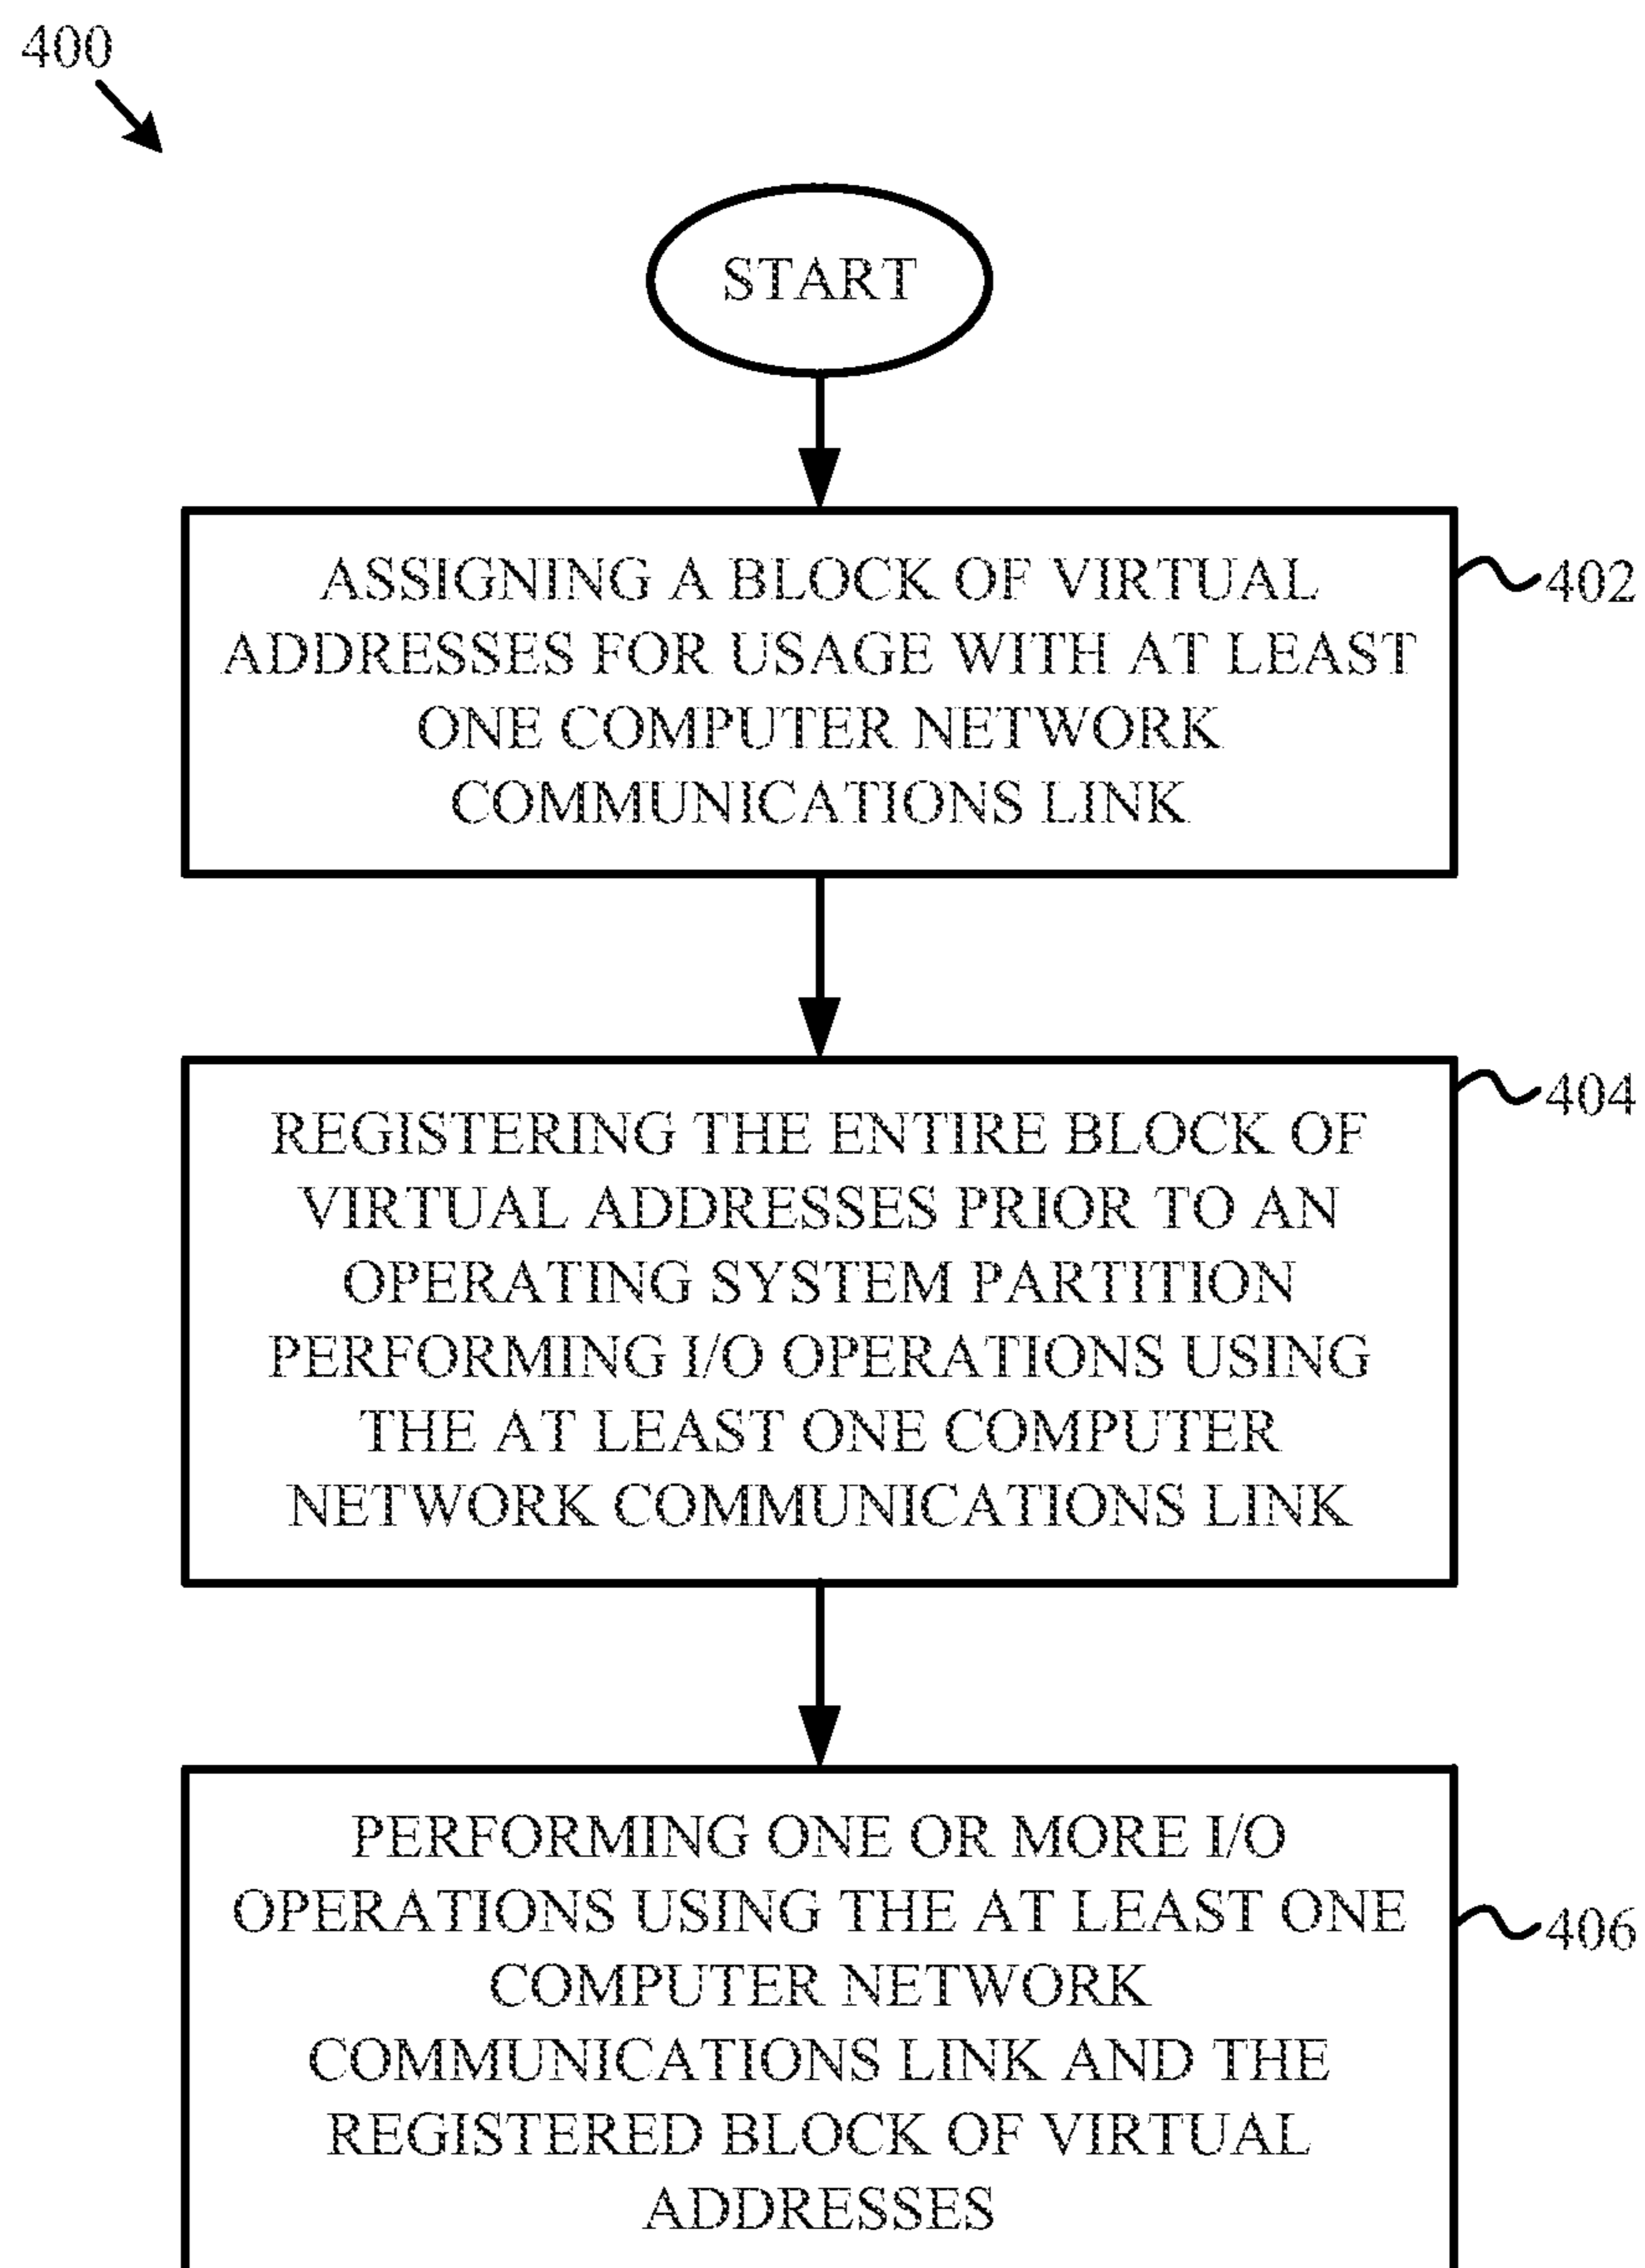 400
START
ASSIGNING A BLOCK OF VIRTUAL
ADDRESSES FOR USAGE WITH AT LEAST
ONE COMPUTER NETWORK
COMMUNICATIONS LINK
402
REGISTERING THE ENTIRE BLOCK OF
VIRTUAL ADDRESSES PRIOR TO AN
OPERATING SYSTEM PARTITION
PERFORMING I/O OPERATIONS USING
THE AT LEAST ONE COMPUTER
NETWORK COMMUNICATIONS LINK
404
PERFORMING ONE OR MORE I/O
OPERATIONS USING THE AT LEAST ONE
COMPUTER NETWORK
COMMUNICATIONS LINK AND THE
REGISTERED BLOCK OF VIRTUAL
ADDRESSES
406